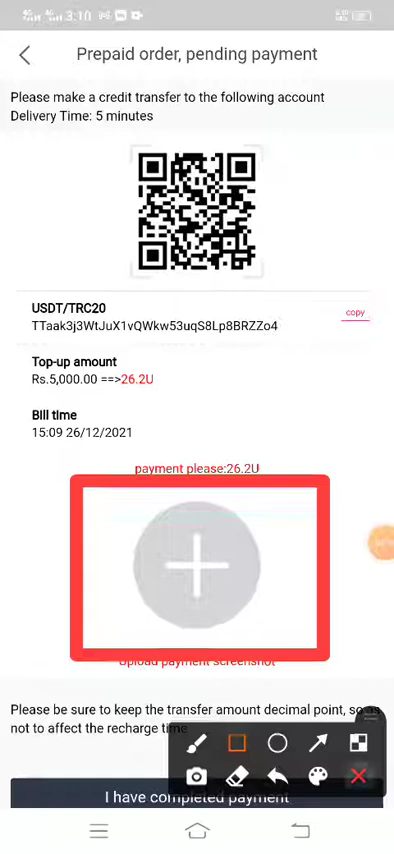 3:10
Prepaid order, pending payment
Please make a credit transfer to the following account
Delivery Time: 5 minutes
USDT/TRC20
copy
TTaak3j3WtJuX1vQWkw53uqS8Lp8BRZZo4
Top-up amount
Rs.5,000.00 ==>26.2U
Bill time
15:09 26/12/2021
payment please:26.2U
Upload payment screenshot
Please be sure to keep the transfer amount decimal point, so as
not to affect the recharge time
I have completed payment